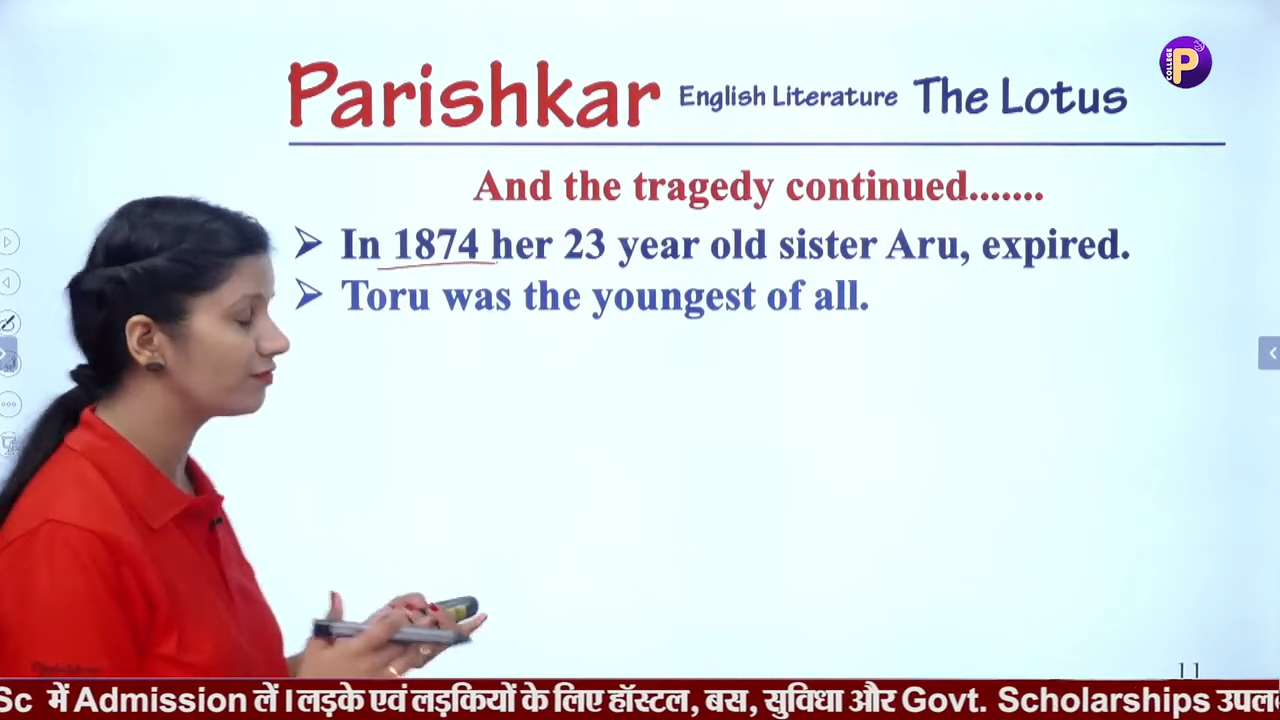 COLLEGE P
Parishkar English Literature The Lotus
And the tragedy continued.......
➢ In 1874 her 23 year old sister Aru, expired.
➢ Toru was the youngest of all.
11
Sc में Admission लें। लड़के एवं लड़कियों के लिए हॉस्टल, बस, सुविधा और Govt. Scholarships